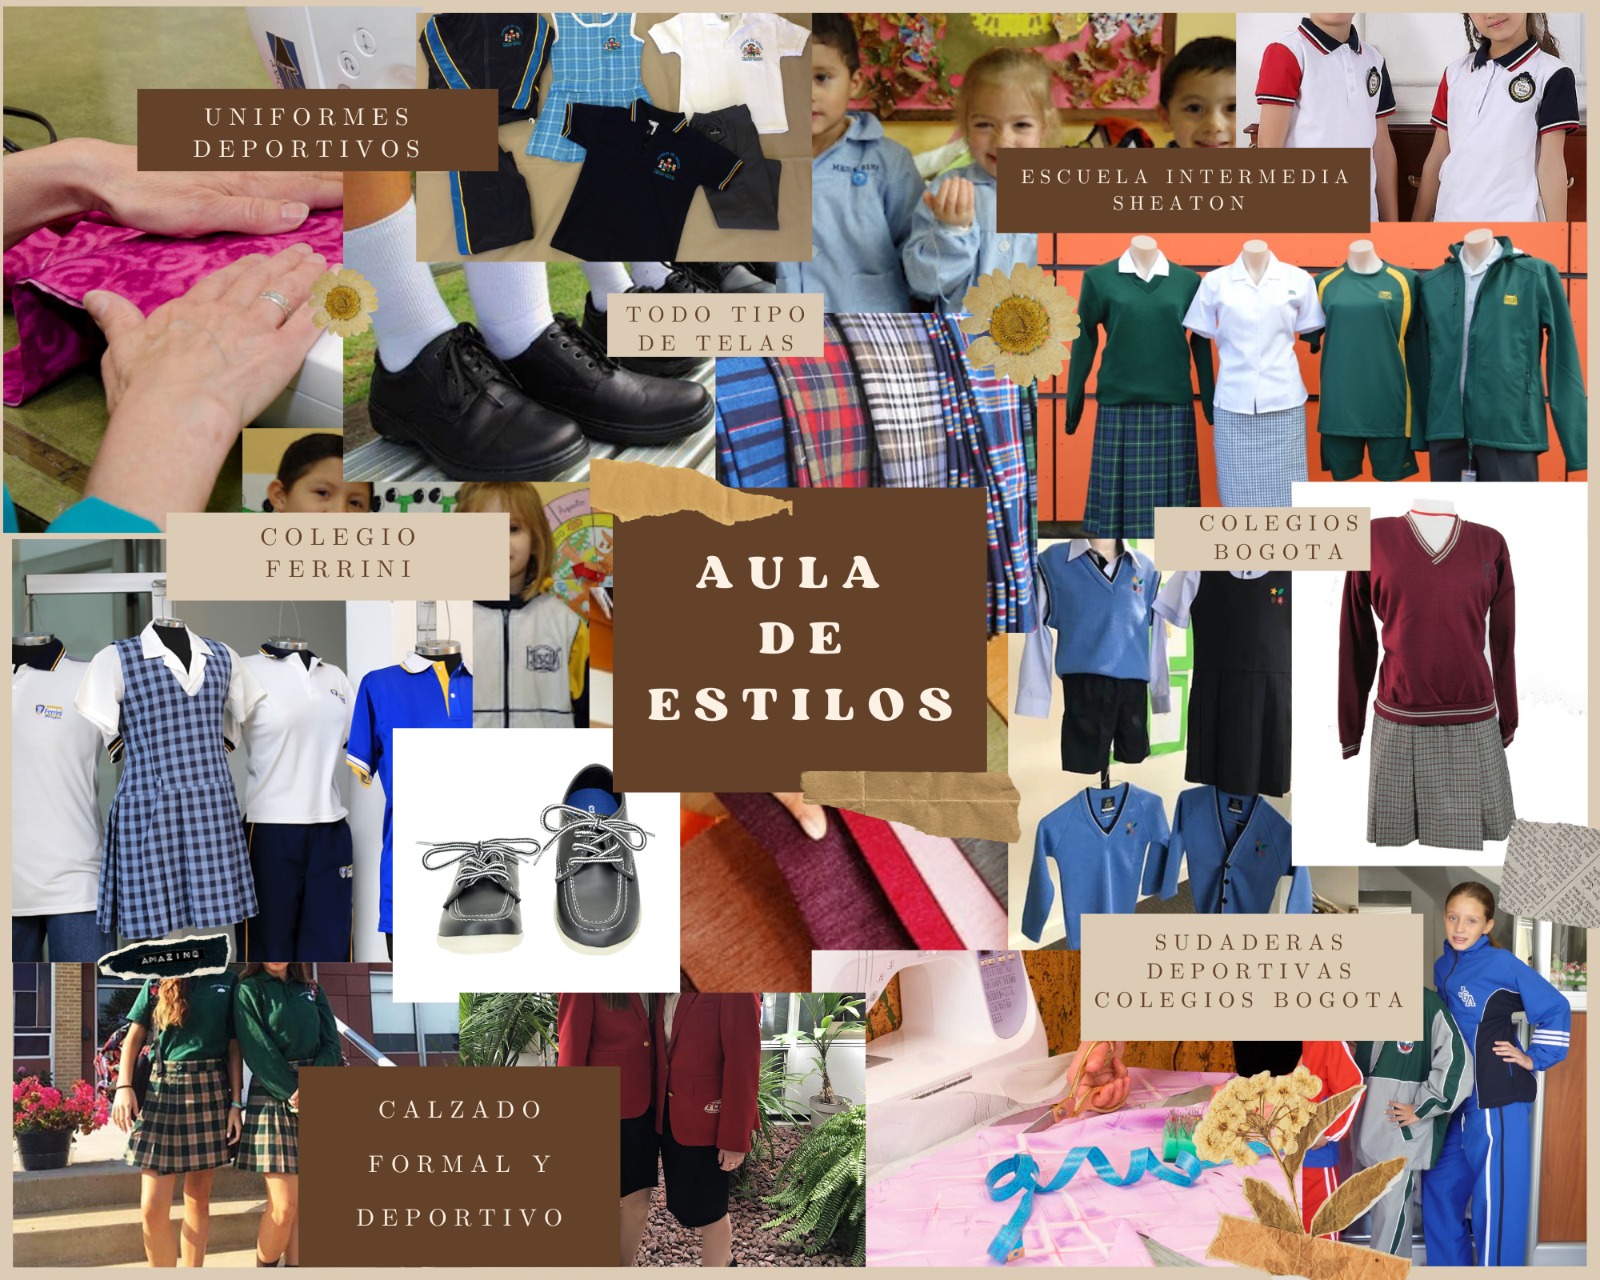 UNIFORMES
DEPORTIVOS
ESCUELA INTERMEDIA
SHEATON
TODO TIPO
DE TELAS
COLEGIO
FERRINI
COLEGIOS
BOGOTA
AULA
DE
ESTILOS
Ferrini
AMAZING
SUDADERAS
DEPORTIVAS
COLEGIOS BOGOTA
CALZADO
FORMAL Y
DEPORTIVO